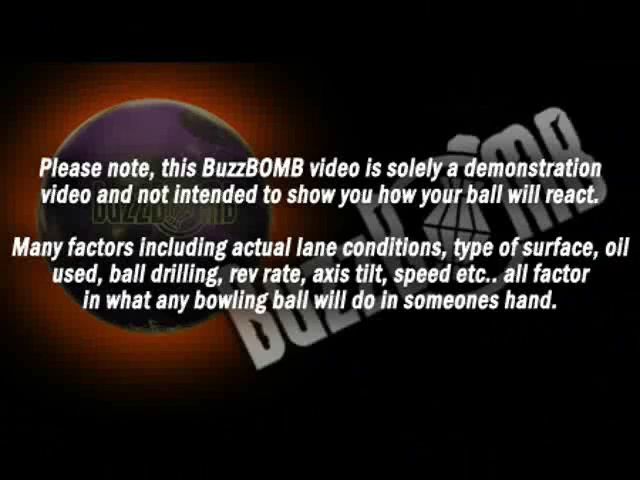 Please note, this BuzzBOMB video is solely a demonstration
video and not intended to show you how your ball will react.
Many factors including actual lane conditions, type of surface, oil
used, ball drilling, rev rate, axis tilt, speed etc.. all factor
in what any bowling ball will do in someones hand.
BuzzBOMB
BuzzBOMB